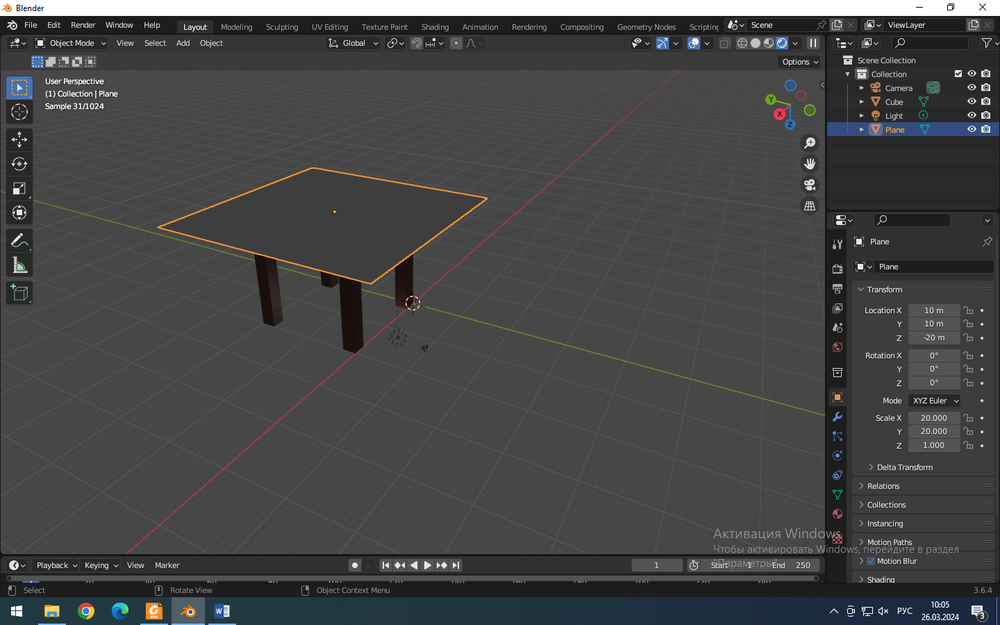 Blender
File Edit Render Window Help Layout Modeling Sculpting UV Editing Texture Paint Shading Animation Rendering Compositing Geometry Nodes Scripting Scene ViewLayer
Object Mode View Select Add Object Global
Options
User Perspective
(1) Collection | Plane
Sample 31/1024
Y
X
Z
Scene Collection
Collection
Camera
Cube
Light
Plane
Plane
Plane
Transform
Location X 10 m
Y 10 m
Z -20 m
Rotation X 0°
Y 0°
Z 0°
Mode XYZ Euler
Scale X 20.000
Y 20.000
Z 1.000
Delta Transform
Relations
Collections
Instancing
Motion Paths
Motion Blur
Shading
Активация Windows
Чтобы активировать Windows, перейдите в раздел
"Параметры".
Playback Keying View Marker 1 Start 1 End 250
Select Rotate View Object Context Menu 3.6.4
PDF W РУС 10:05
26.03.2024 3